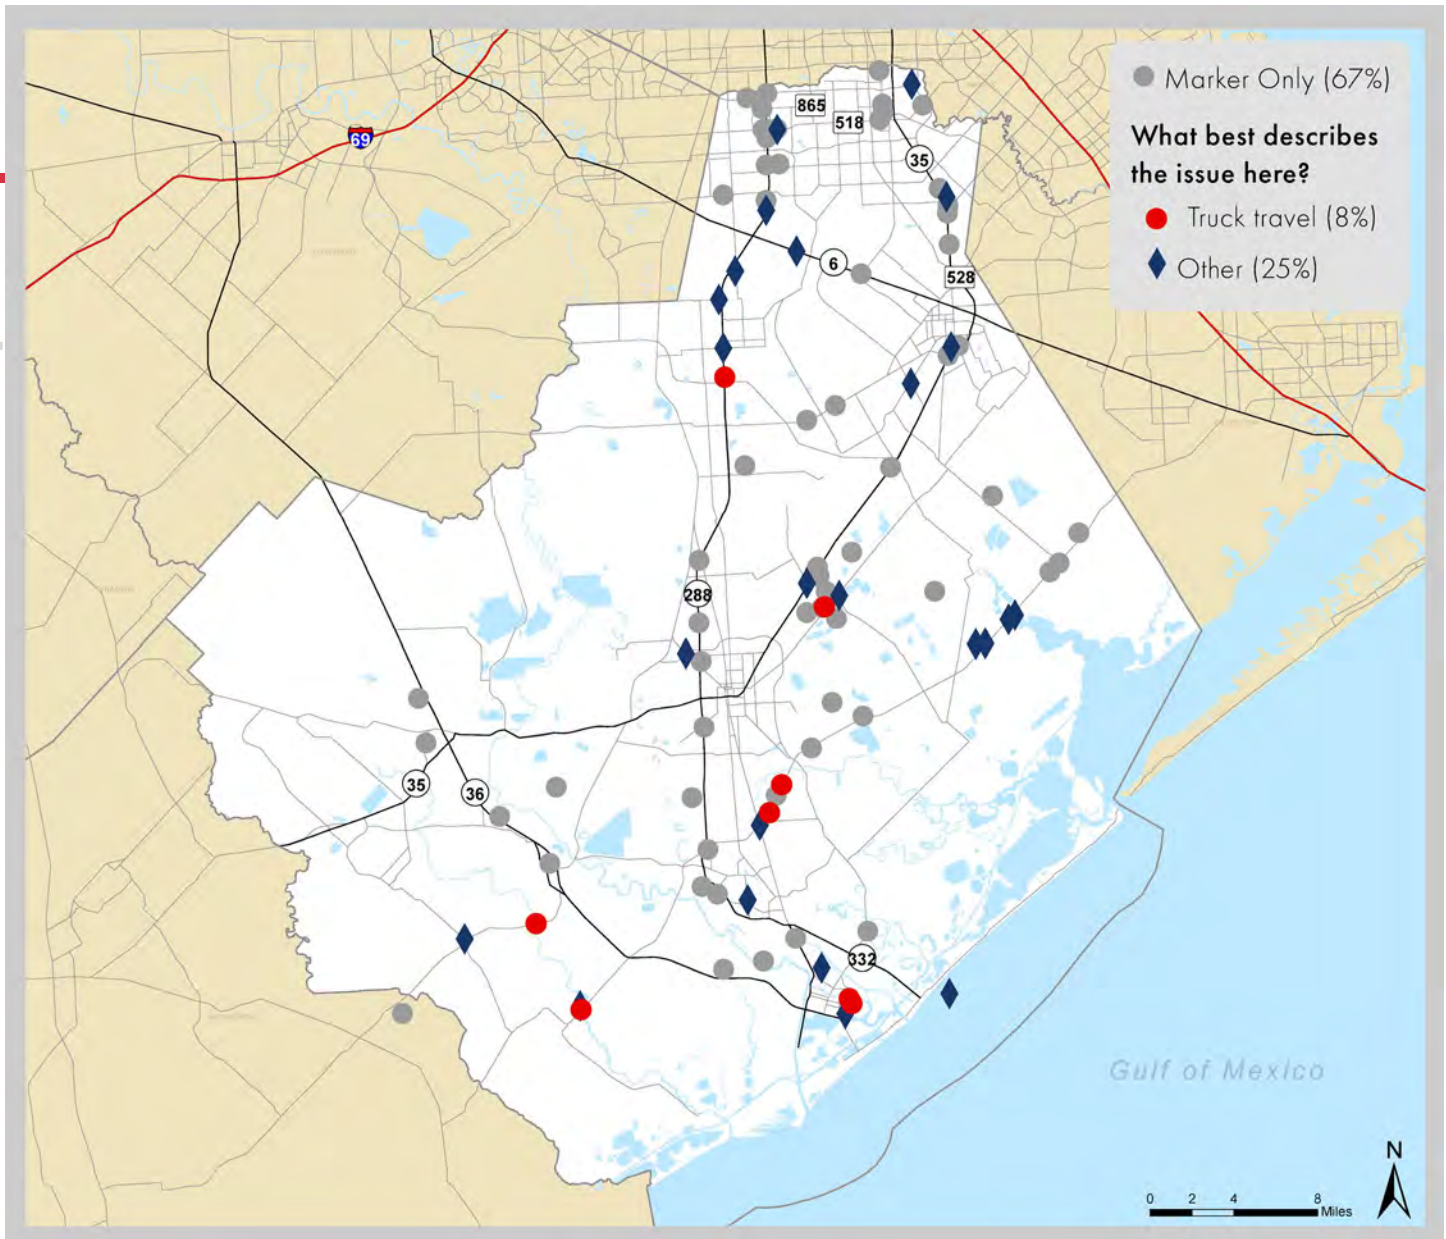 Marker Only (67%)
What best describes
the issue here?
Truck travel (8%)
Other (25%)
69
865
518
35
6
528
288
35
36
332
Gulf of Mexico
N
0 2 4 8
Miles